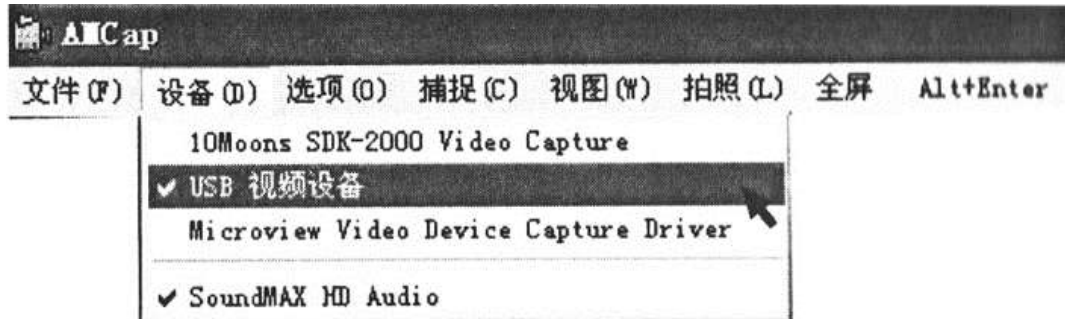 AMCap
文件(F) 设备(D) 选项(O) 捕捉(C) 视图(W) 拍照(L) 全屏 Alt+Enter
10Moons SDK-2000 Video Capture
✔ USB 视频设备
Microview Video Device Capture Driver
✔ SoundMAX HD Audio